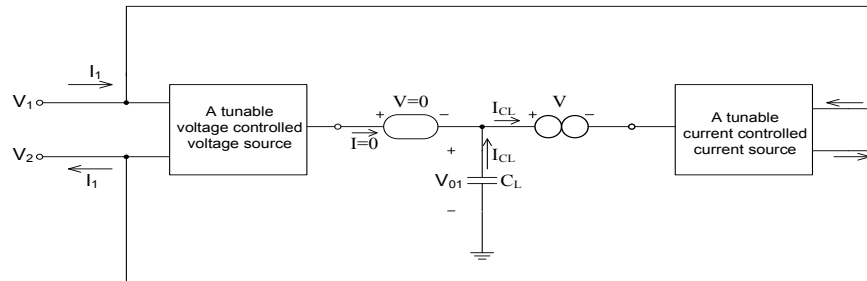 I1
V1
V2
I1
A tunable
voltage controlled
voltage source
V=0
+ −
I=0
ICL
V
+ −
ICL
+
V01
−
CL
A tunable
current controlled
current source